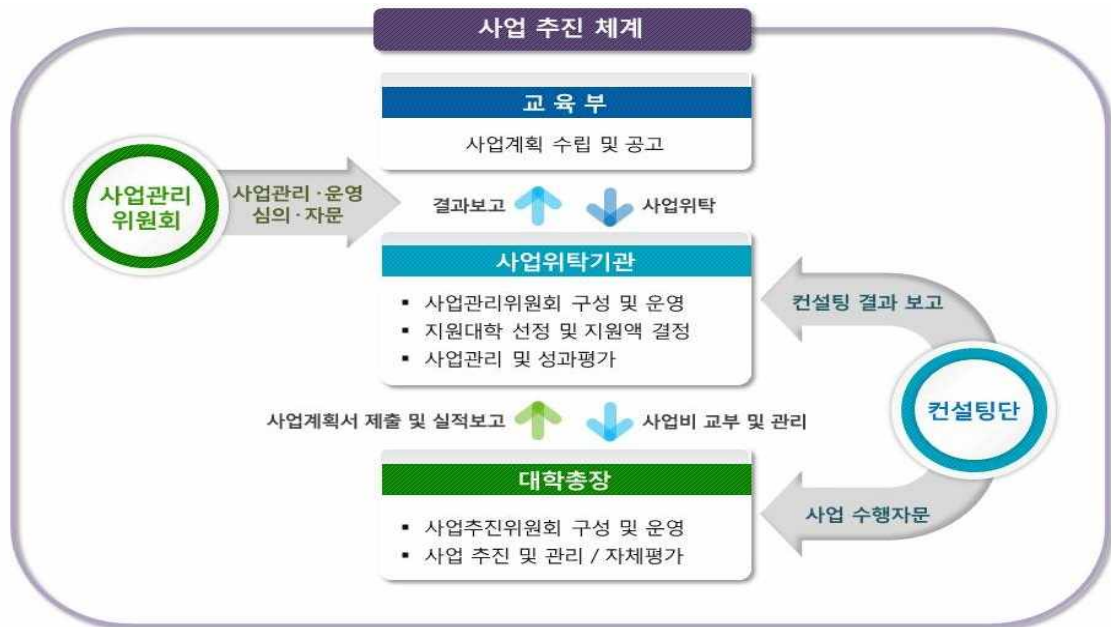 사업 추진 체계
교 육 부
사업계획 수립 및 공고
사업관리
위원회
사업관리·운영
심의·자문
결과보고
사업위탁
사업위탁기관
▪ 사업관리위원회 구성 및 운영
▪ 지원대학 선정 및 지원액 결정
▪ 사업관리 및 성과평가
컨설팅 결과 보고
컨설팅단
사업계획서 제출 및 실적보고
사업비 교부 및 관리
대학총장
▪ 사업추진위원회 구성 및 운영
▪ 사업 추진 및 관리 / 자체평가
사업 수행자문